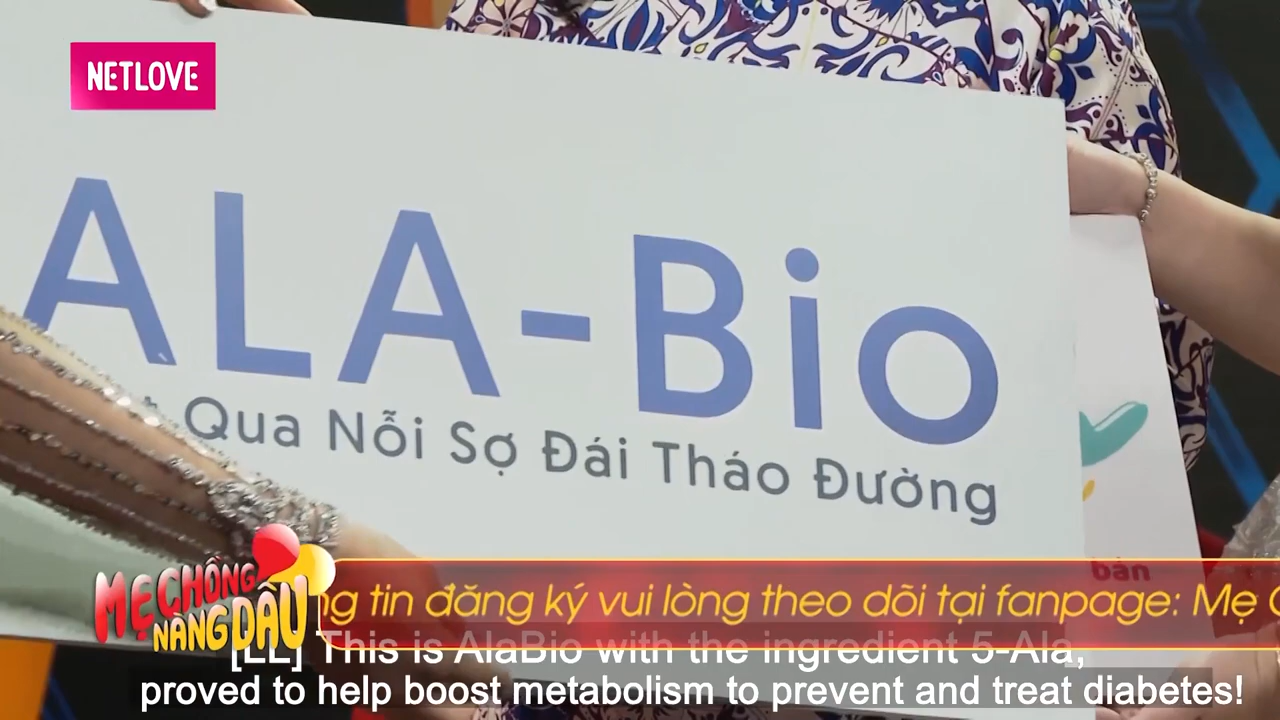 NETLOVE
ALA-Bio
Qua Nỗi Sợ Đái Tháo Đường
bán
MẸ CHỒNG
NÀNG DÂU
ng tin đăng ký vui lòng theo dõi tại fanpage: Mẹ
[LL] This is AlaBio with the ingredient 5-Ala,
proved to help boost metabolism to prevent and treat diabetes!